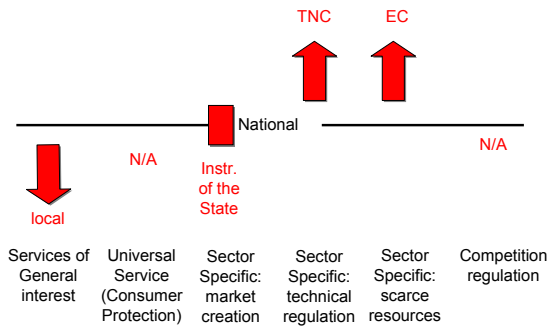 TNC
EC
National
N/A
N/A
Instr.
of the
State
local
Services of
General
interest
Universal
Service
(Consumer
Protection)
Sector
Specific:
market
creation
Sector
Specific:
technical
regulation
Sector
Specific:
scarce
resources
Competition
regulation